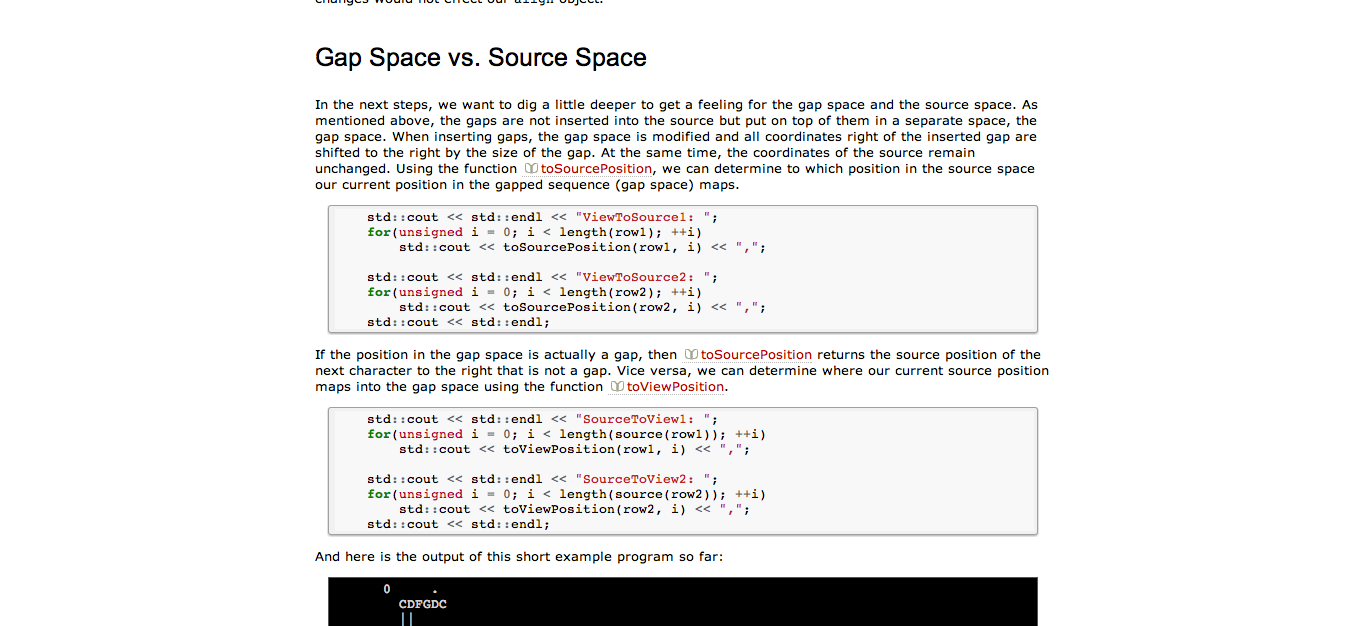 changes would not effect our align object.
Gap Space vs. Source Space
In the next steps, we want to dig a little deeper to get a feeling for the gap space and the source space. As
mentioned above, the gaps are not inserted into the source but put on top of them in a separate space, the
gap space. When inserting gaps, the gap space is modified and all coordinates right of the inserted gap are
shifted to the right by the size of the gap. At the same time, the coordinates of the source remain
unchanged. Using the function toSourcePosition, we can determine to which position in the source space
our current position in the gapped sequence (gap space) maps.
std::cout << std::endl << "ViewToSource1: ";
for(unsigned i = 0; i < length(row1); ++i)
std::cout << toSourcePosition(row1, i) << ",";
std::cout << std::endl << "ViewToSource2: ";
for(unsigned i = 0; i < length(row2); ++i)
std::cout << toSourcePosition(row2, i) << ",";
std::cout << std::endl;
If the position in the gap space is actually a gap, then toSourcePosition returns the source position of the
next character to the right that is not a gap. Vice versa, we can determine where our current source position
maps into the gap space using the function toViewPosition.
std::cout << std::endl << "SourceToView1: ";
for(unsigned i = 0; i < length(source(row1)); ++i)
std::cout << toViewPosition(row1, i) << ",";
std::cout << std::endl << "SourceToView2: ";
for(unsigned i = 0; i < length(source(row2)); ++i)
std::cout << toViewPosition(row2, i) << ",";
std::cout << std::endl;
And here is the output of this short example program so far:
0 .
CDFGDC
||